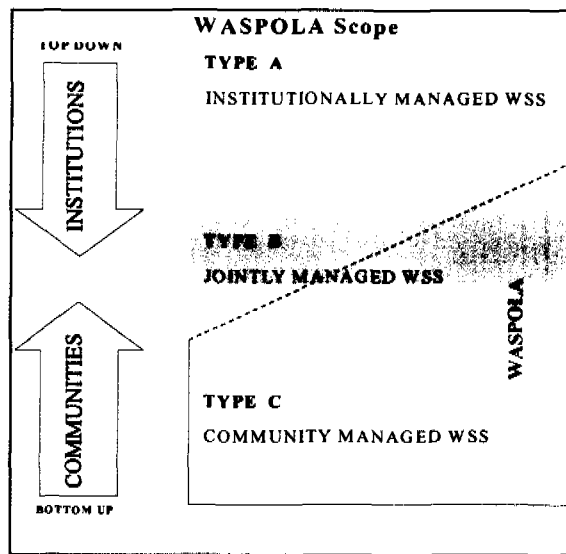 WASPOLA Scope
TOP DOWN
TYPE A
INSTITUTIONALLY MANAGED WSS
INSTITUTIONS
TYPE B
JOINTLY MANAGED WSS
WASPOLA
COMMUNITIES
TYPE C
COMMUNITY MANAGED WSS
BOTTOM UP